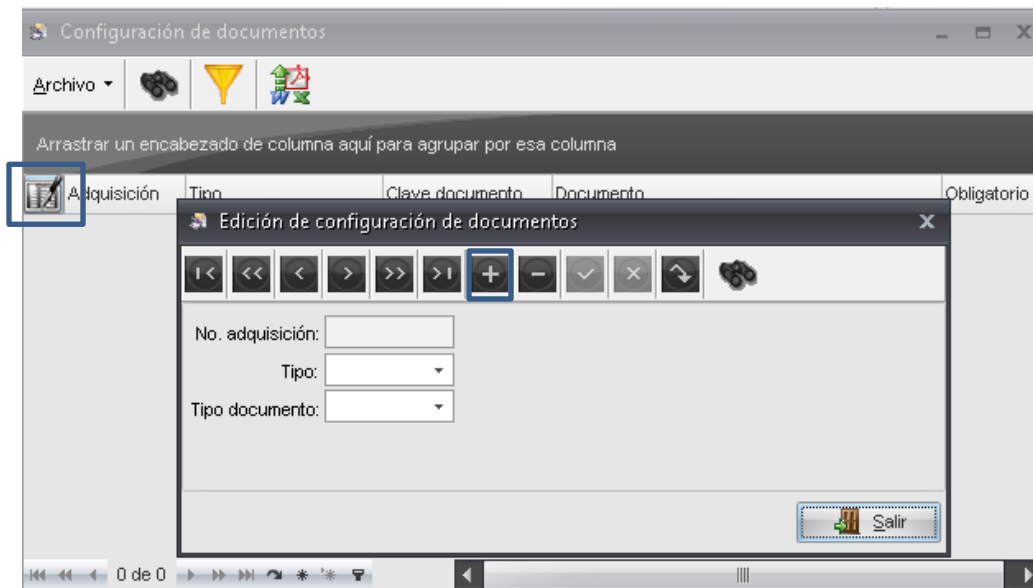 Configuración de documentos
Archivo
Arrastrar un encabezado de columna aquí para agrupar por esa columna
Adquisición Tipo Clave documento Documento Obligatorio
Edición de configuración de documentos
No. adquisición:
Tipo:
Tipo documento:
Salir
0 de 0